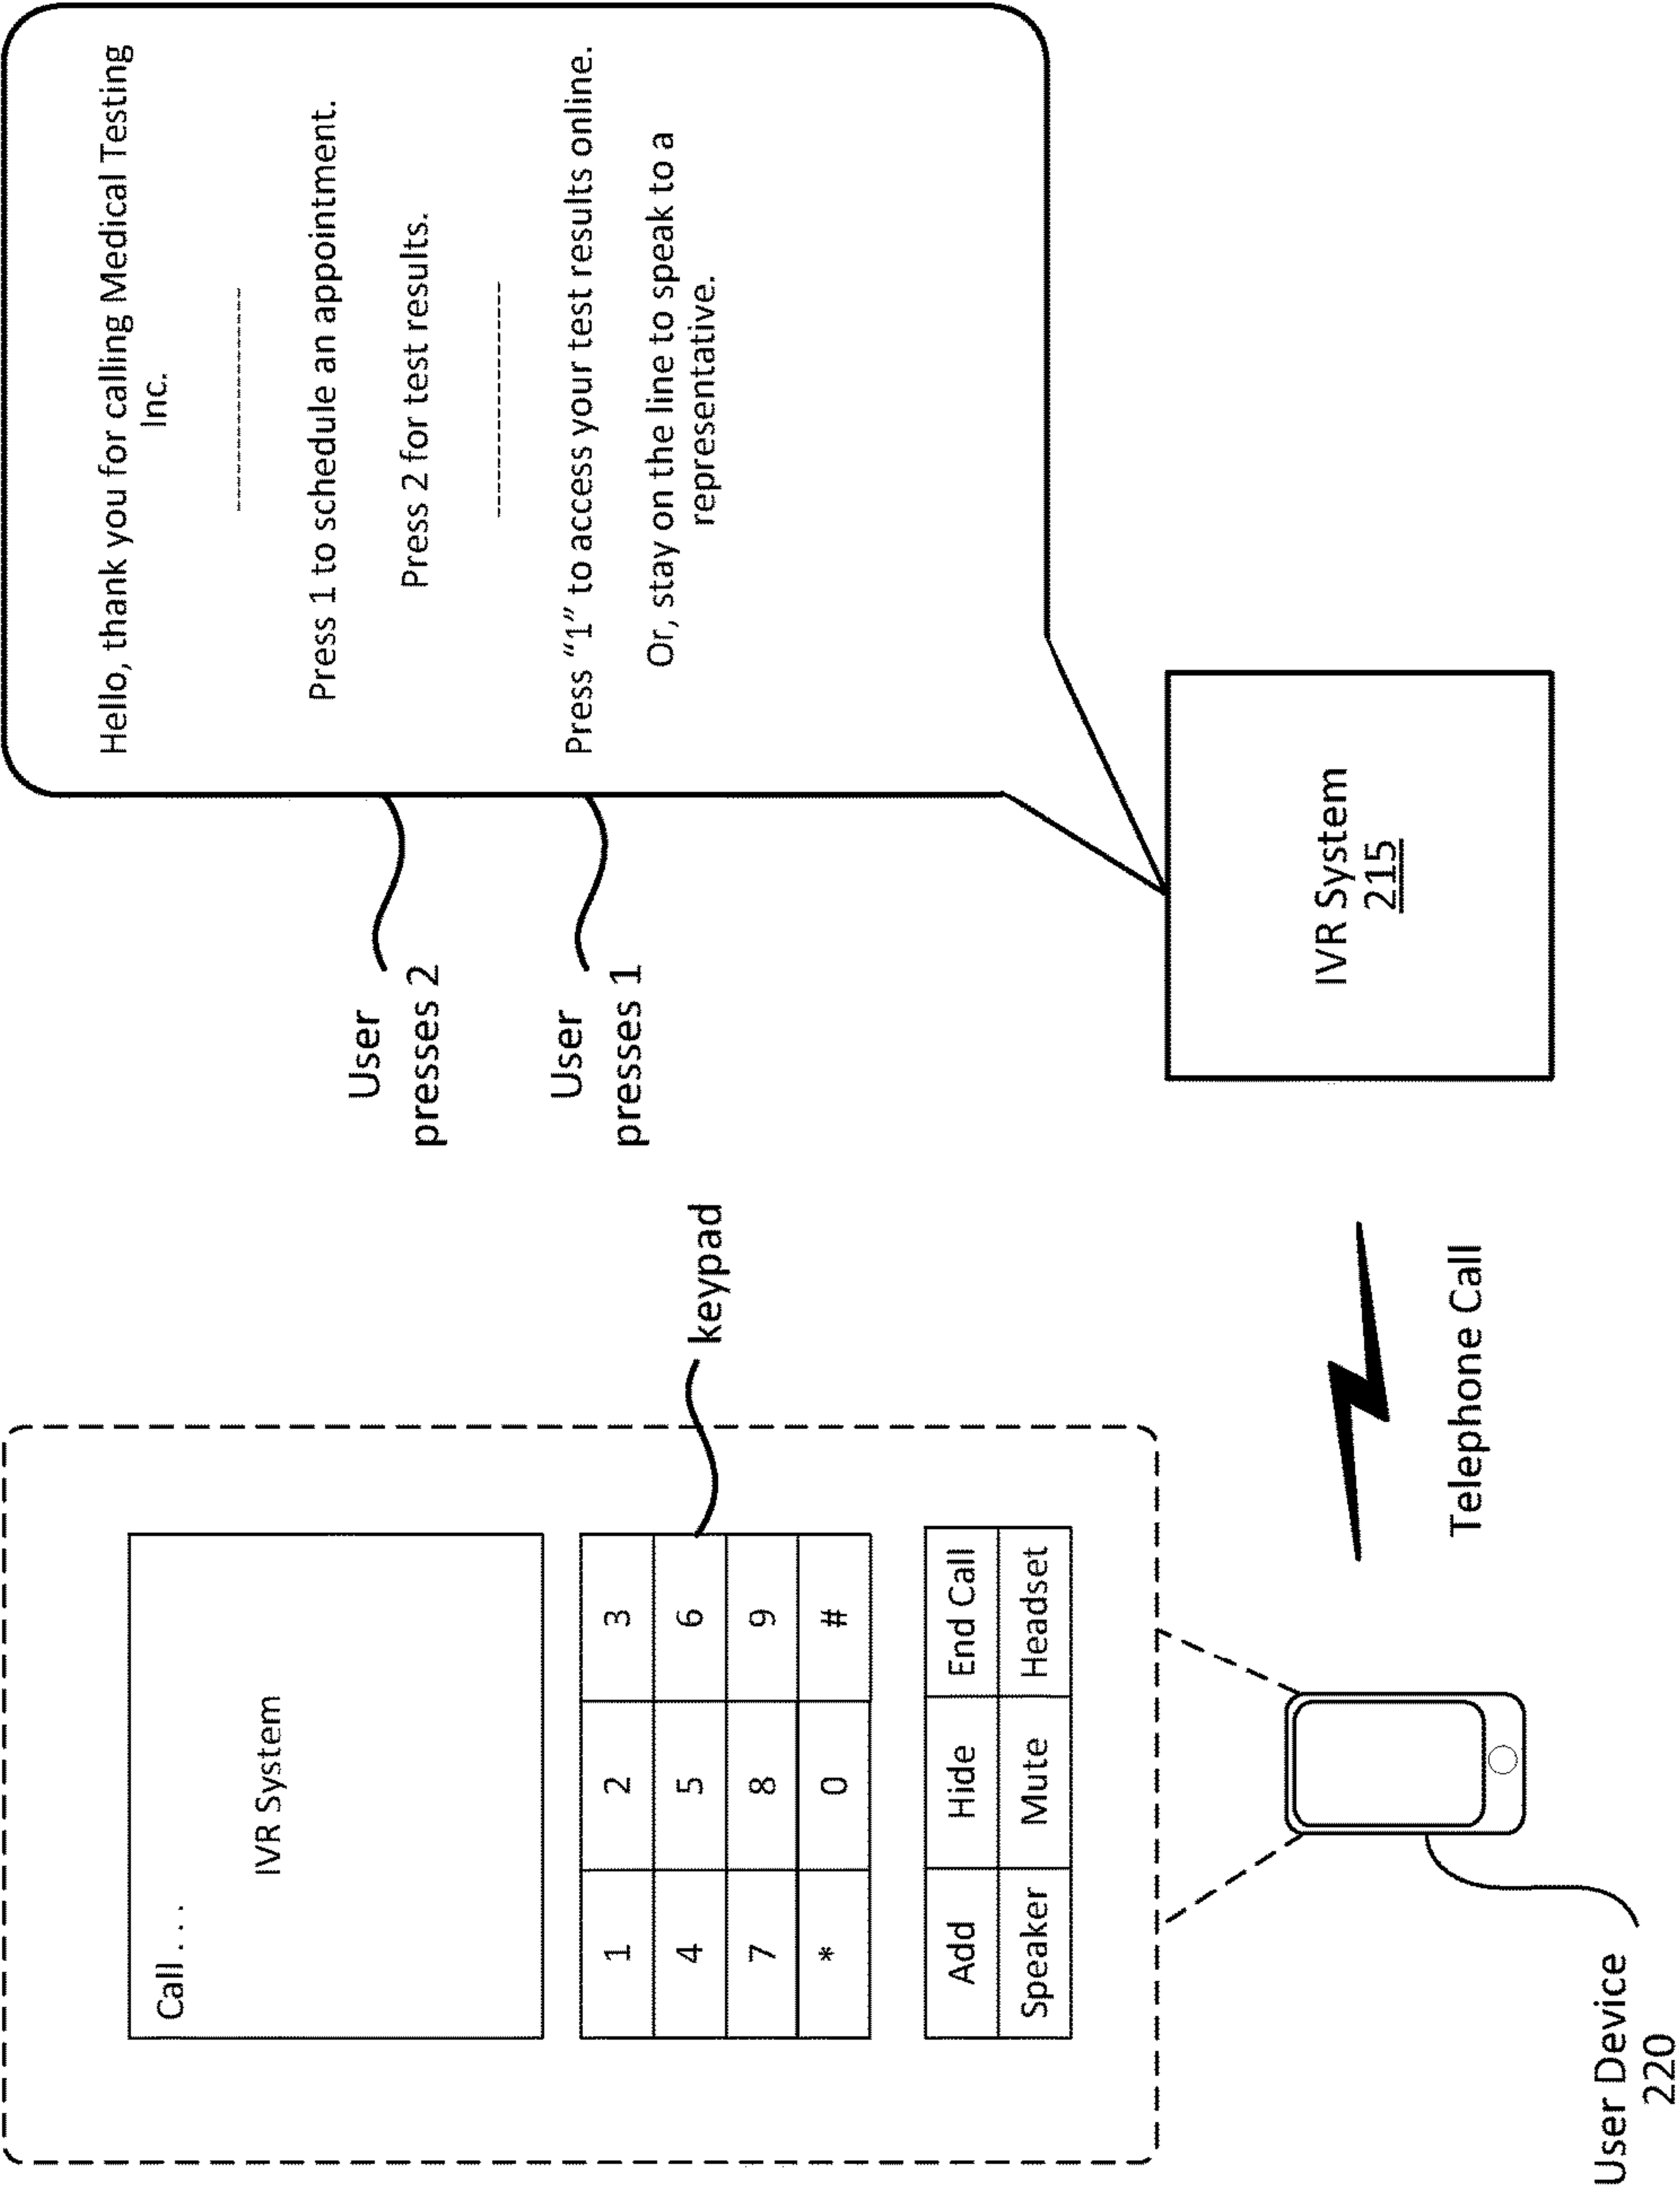 Call . . .
IVR System
1 2 3
4 5 6
7 8 9
* 0 #
Add Hide End Call
Speaker Mute Headset
keypad
User Device
220
Telephone Call
User
presses 2
User
presses 1
Hello, thank you for calling Medical Testing
Inc.
Press 1 to schedule an appointment.
Press 2 for test results.
Press “1” to access your test results online.
Or, stay on the line to speak to a
representative.
IVR System
215